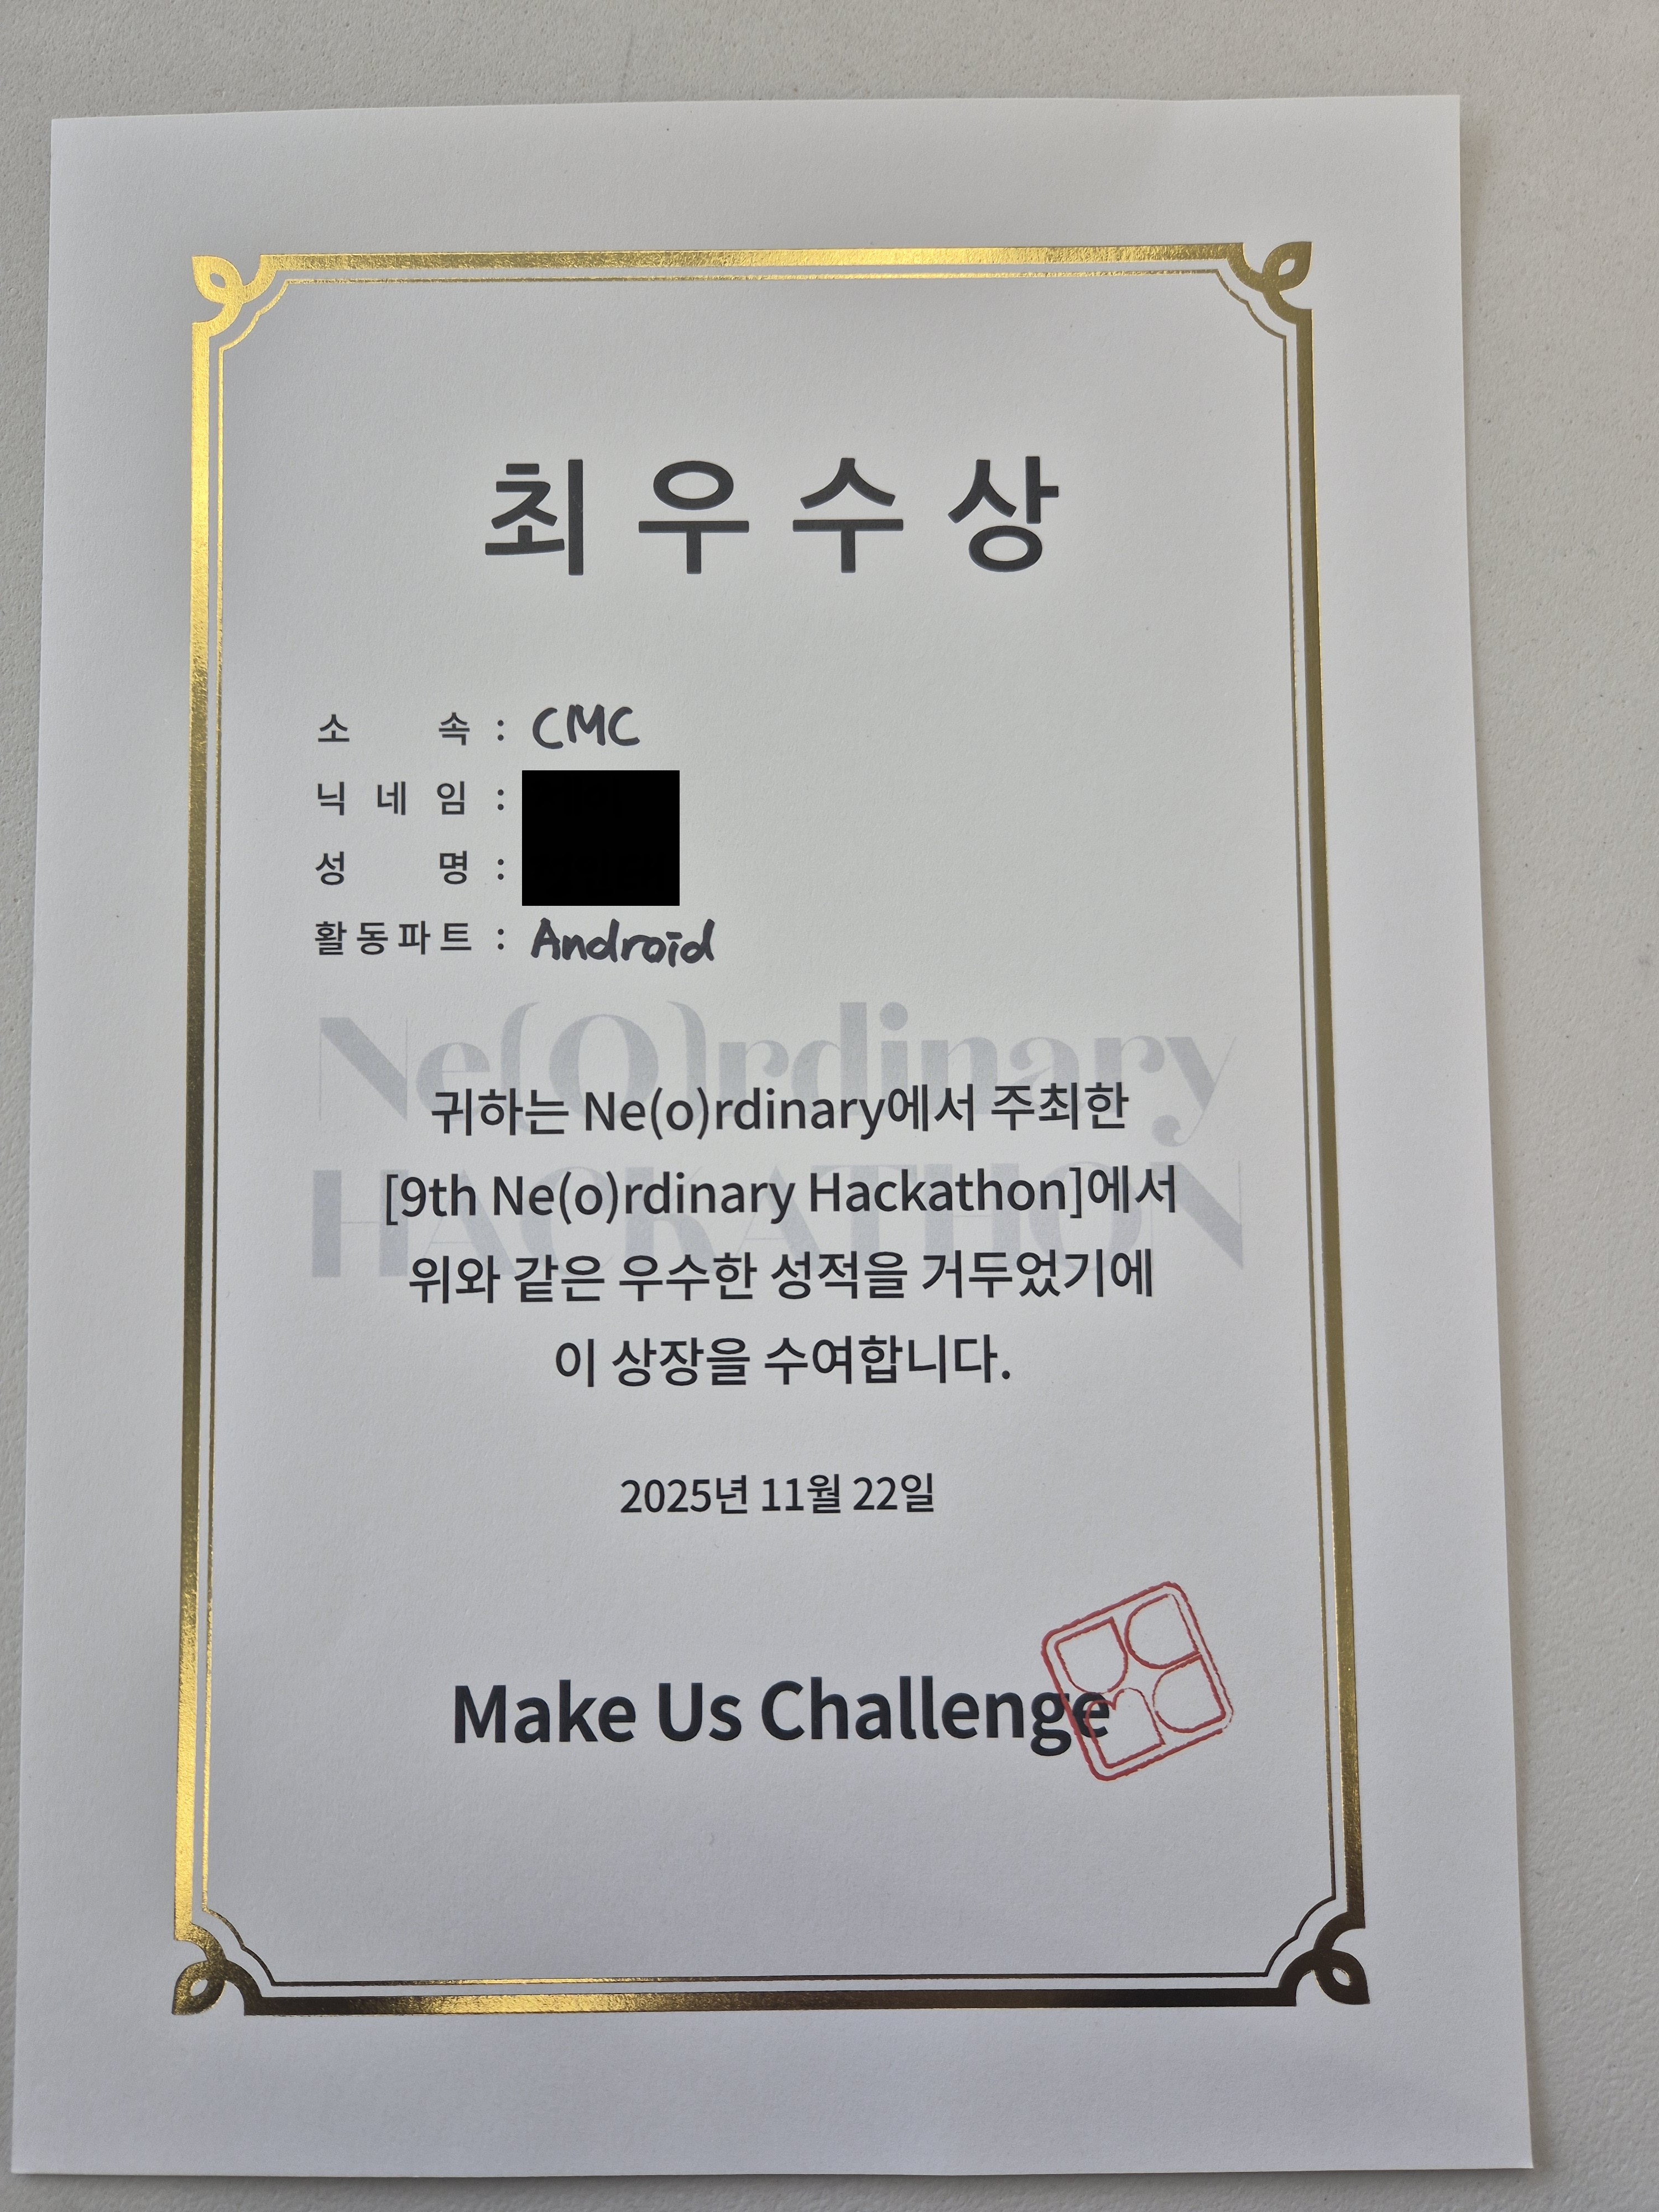 최우수상
소 속 : CMC
닉네임 :
성 명 :
활동파트 : Android
Ne(O)rdinary
HACKATHON
귀하는 Ne(o)rdinary에서 주최한
[9th Ne(o)rdinary Hackathon]에서
위와 같은 우수한 성적을 거두었기에
이 상장을 수여합니다.
2025년 11월 22일
Make Us Challenge